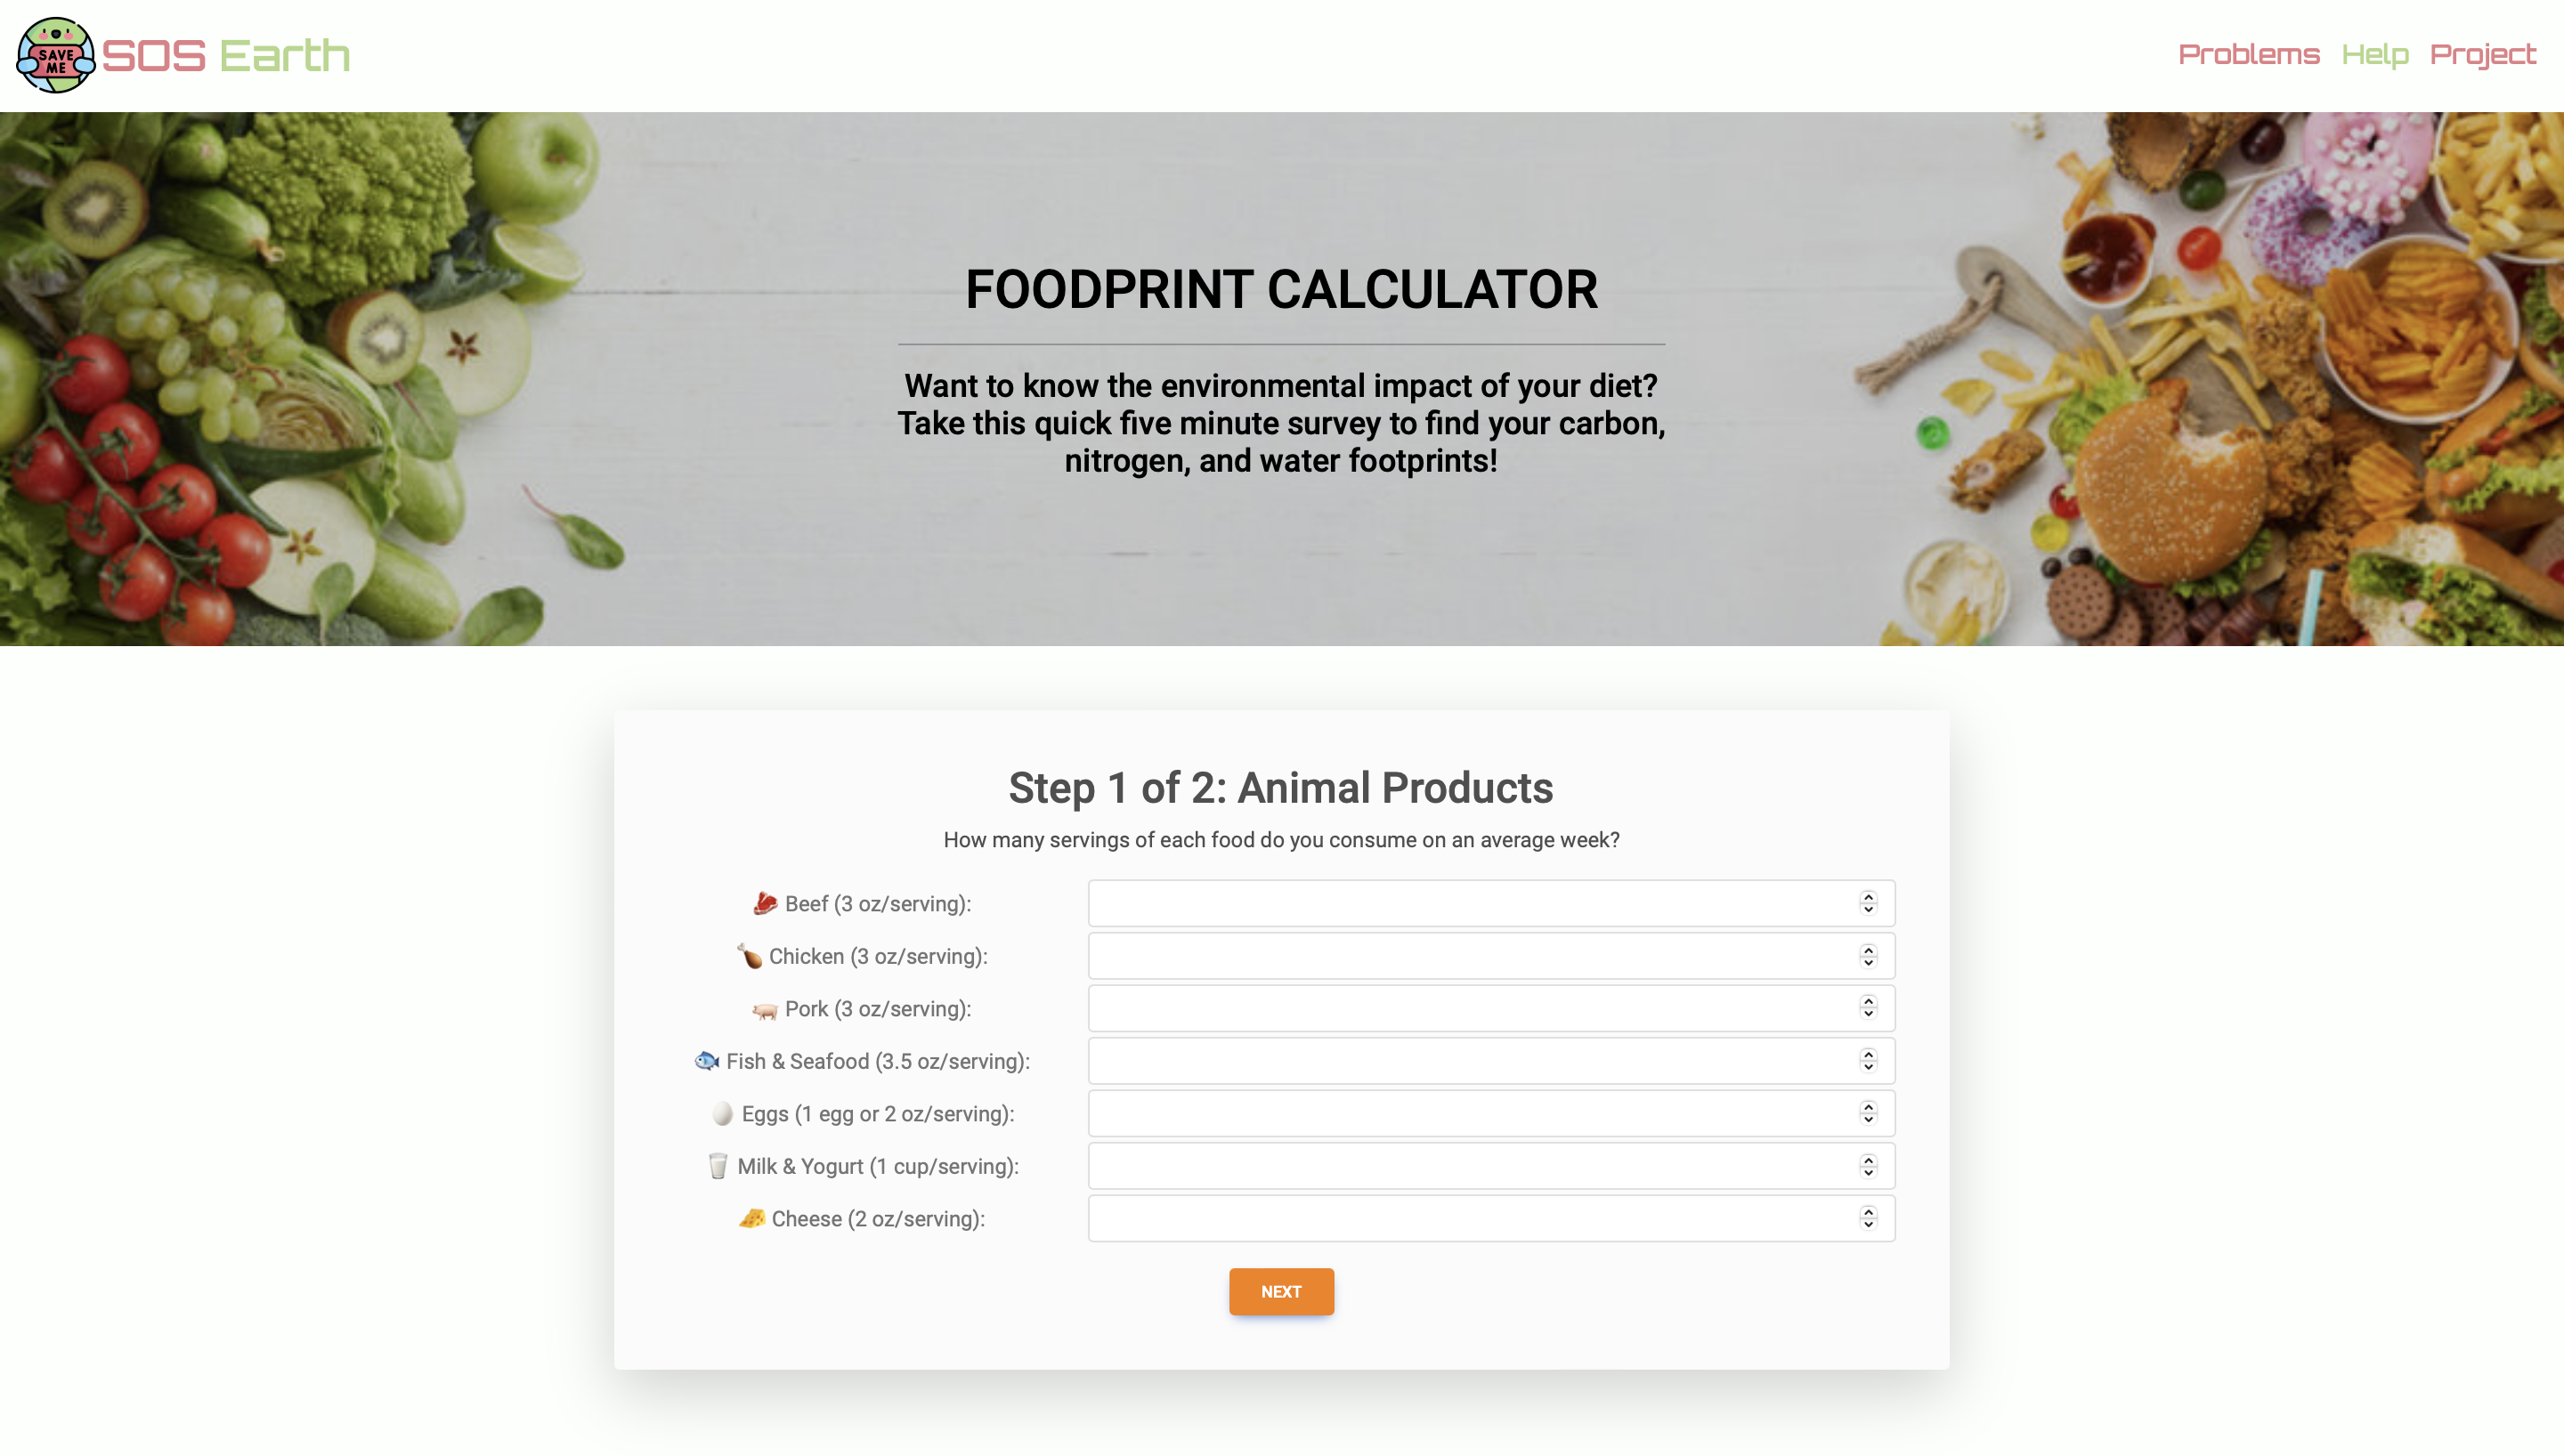 SAVE
ME
SOS Earth
Problems Help Project
FOODPRINT CALCULATOR
Want to know the environmental impact of your diet?
Take this quick five minute survey to find your carbon,
nitrogen, and water footprints!
Step 1 of 2: Animal Products
How many servings of each food do you consume on an average week?
🥩 Beef (3 oz/serving):
🍗 Chicken (3 oz/serving):
🐖 Pork (3 oz/serving):
🐟 Fish & Seafood (3.5 oz/serving):
🥚 Eggs (1 egg or 2 oz/serving):
🥛 Milk & Yogurt (1 cup/serving):
🧀 Cheese (2 oz/serving):
NEXT